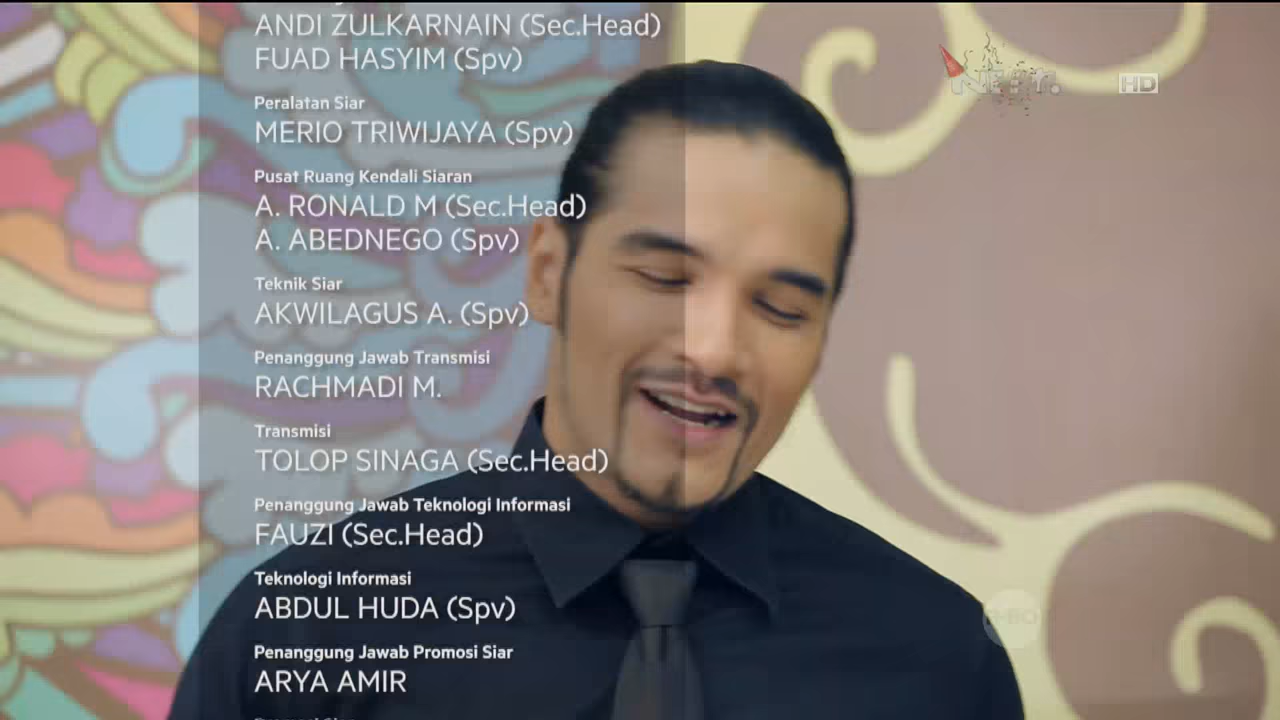 ANDI ZULKARNAIN (Sec.Head)
FUAD HASYIM (Spv)
Peralatan Siar
MERIO TRIWIJAYA (Spv)
Pusat Ruang Kendali Siaran
A. RONALD M (Sec.Head)
A. ABEDNEGO (Spv)
Teknik Siar
AKWILAGUS A. (Spv)
Penanggung Jawab Transmisi
RACHMADI M.
Transmisi
TOLOP SINAGA (Sec.Head)
Penanggung Jawab Teknologi Informasi
FAUZI (Sec.Head)
Teknologi Informasi
ABDUL HUDA (Spv)
Penanggung Jawab Promosi Siar
ARYA AMIR
HD